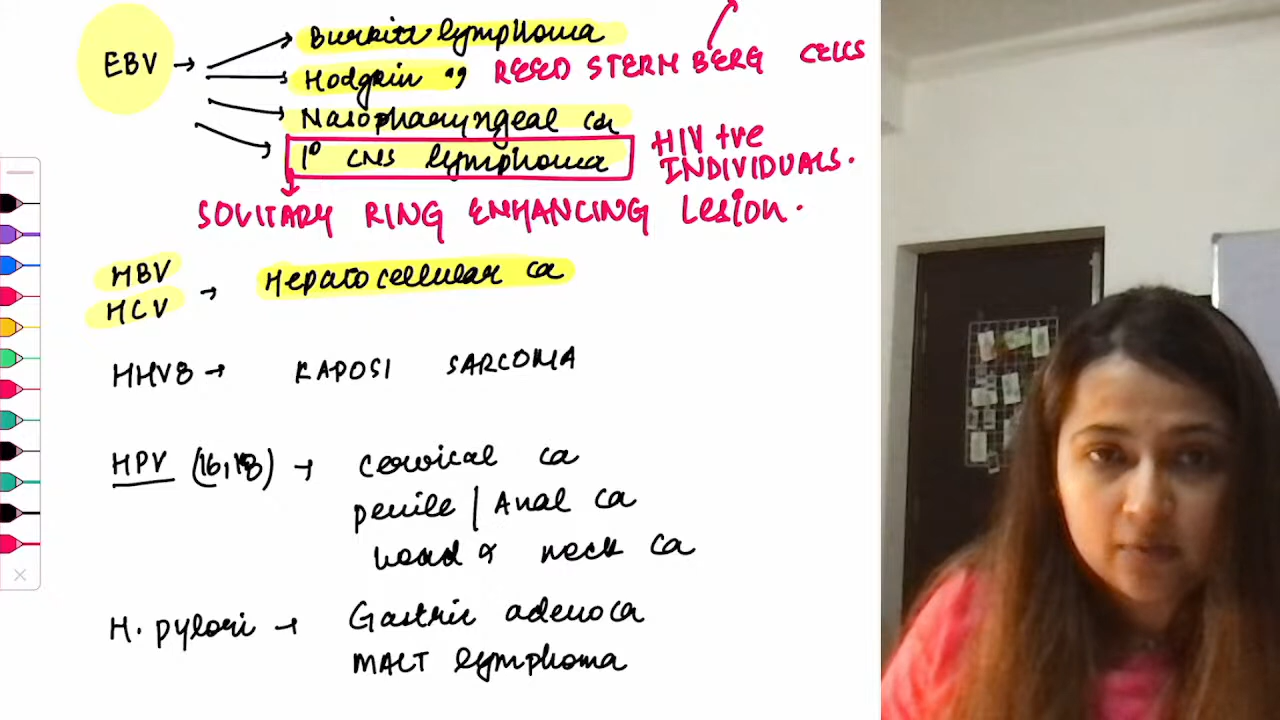 Burkitt lymphoma
EBV → Hodgkin " REED STERN BERG CELLS
Nasopharyngeal ca
1° CNS lymphoma HIV +ve INDIVIDUALS.
SOLITARY RING ENHANCING Lesion.
HBV
HCV → Hepatocellular ca
HHV8 → KAPOSI SARCOMA
HPV (16,18) → cervical ca
penile | Anal ca
head & neck ca
H. pylori → Gastric adenoca
MALT lymphoma